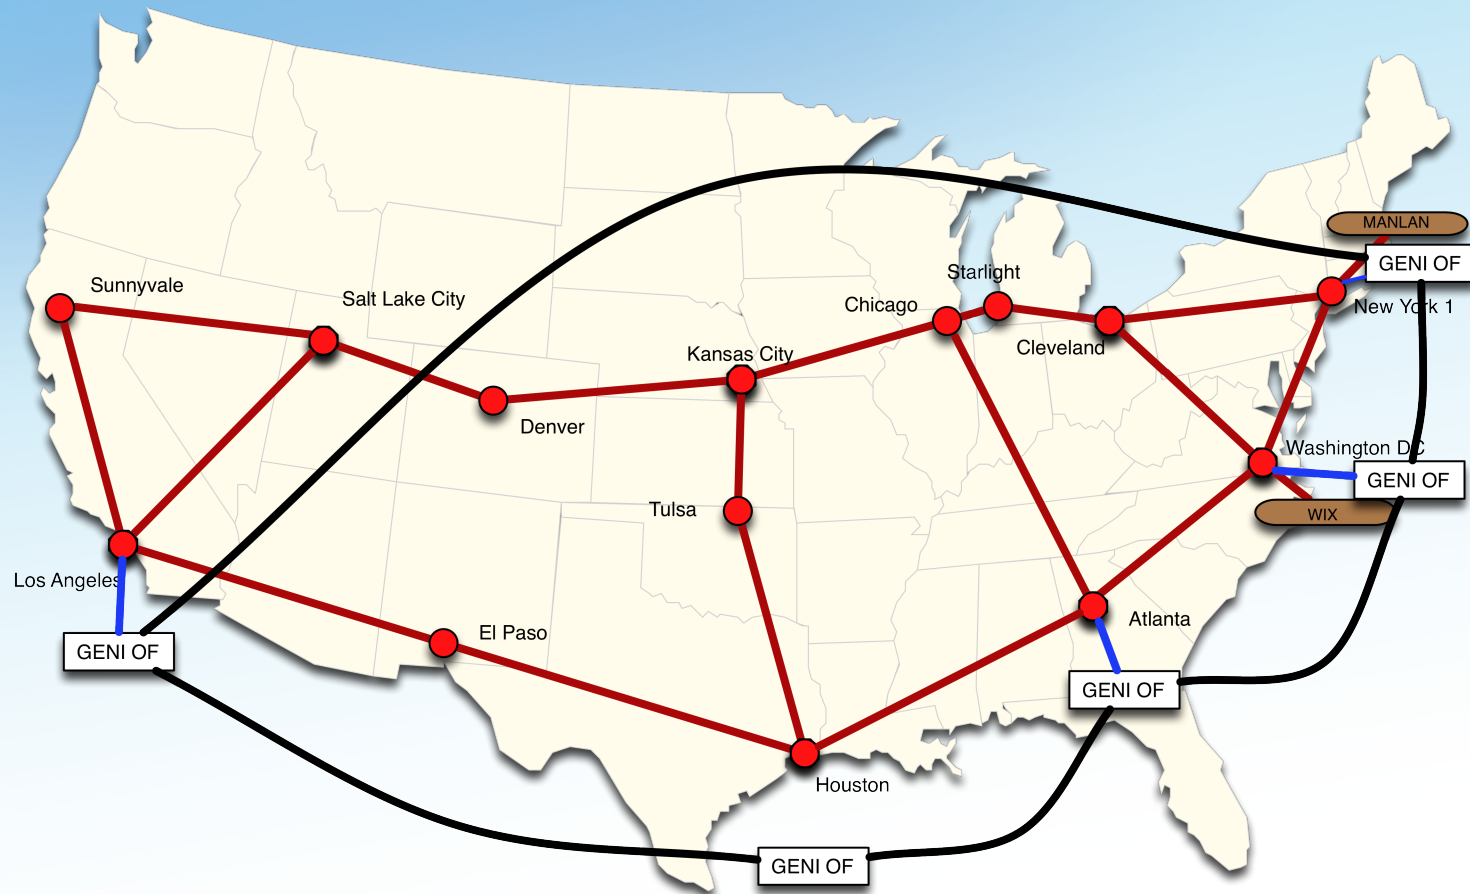 MANLAN
GENI OF
Starlight
Sunnyvale
Salt Lake City
Chicago
New York 1
Cleveland
Kansas City
Denver
Washington DC
GENI OF
Tulsa
WIX
Los Angeles
Atlanta
El Paso
GENI OF
GENI OF
Houston
GENI OF